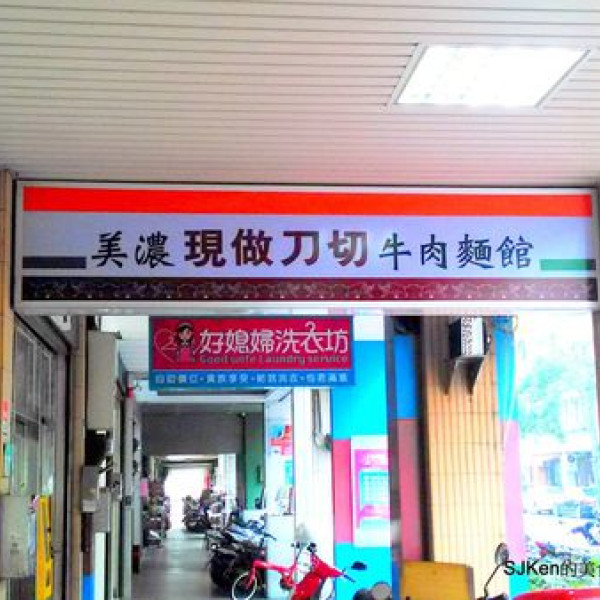 美濃 現做刀切 牛肉麵館
好媳婦洗衣坊
Good wife Laundry service
SJKen的美